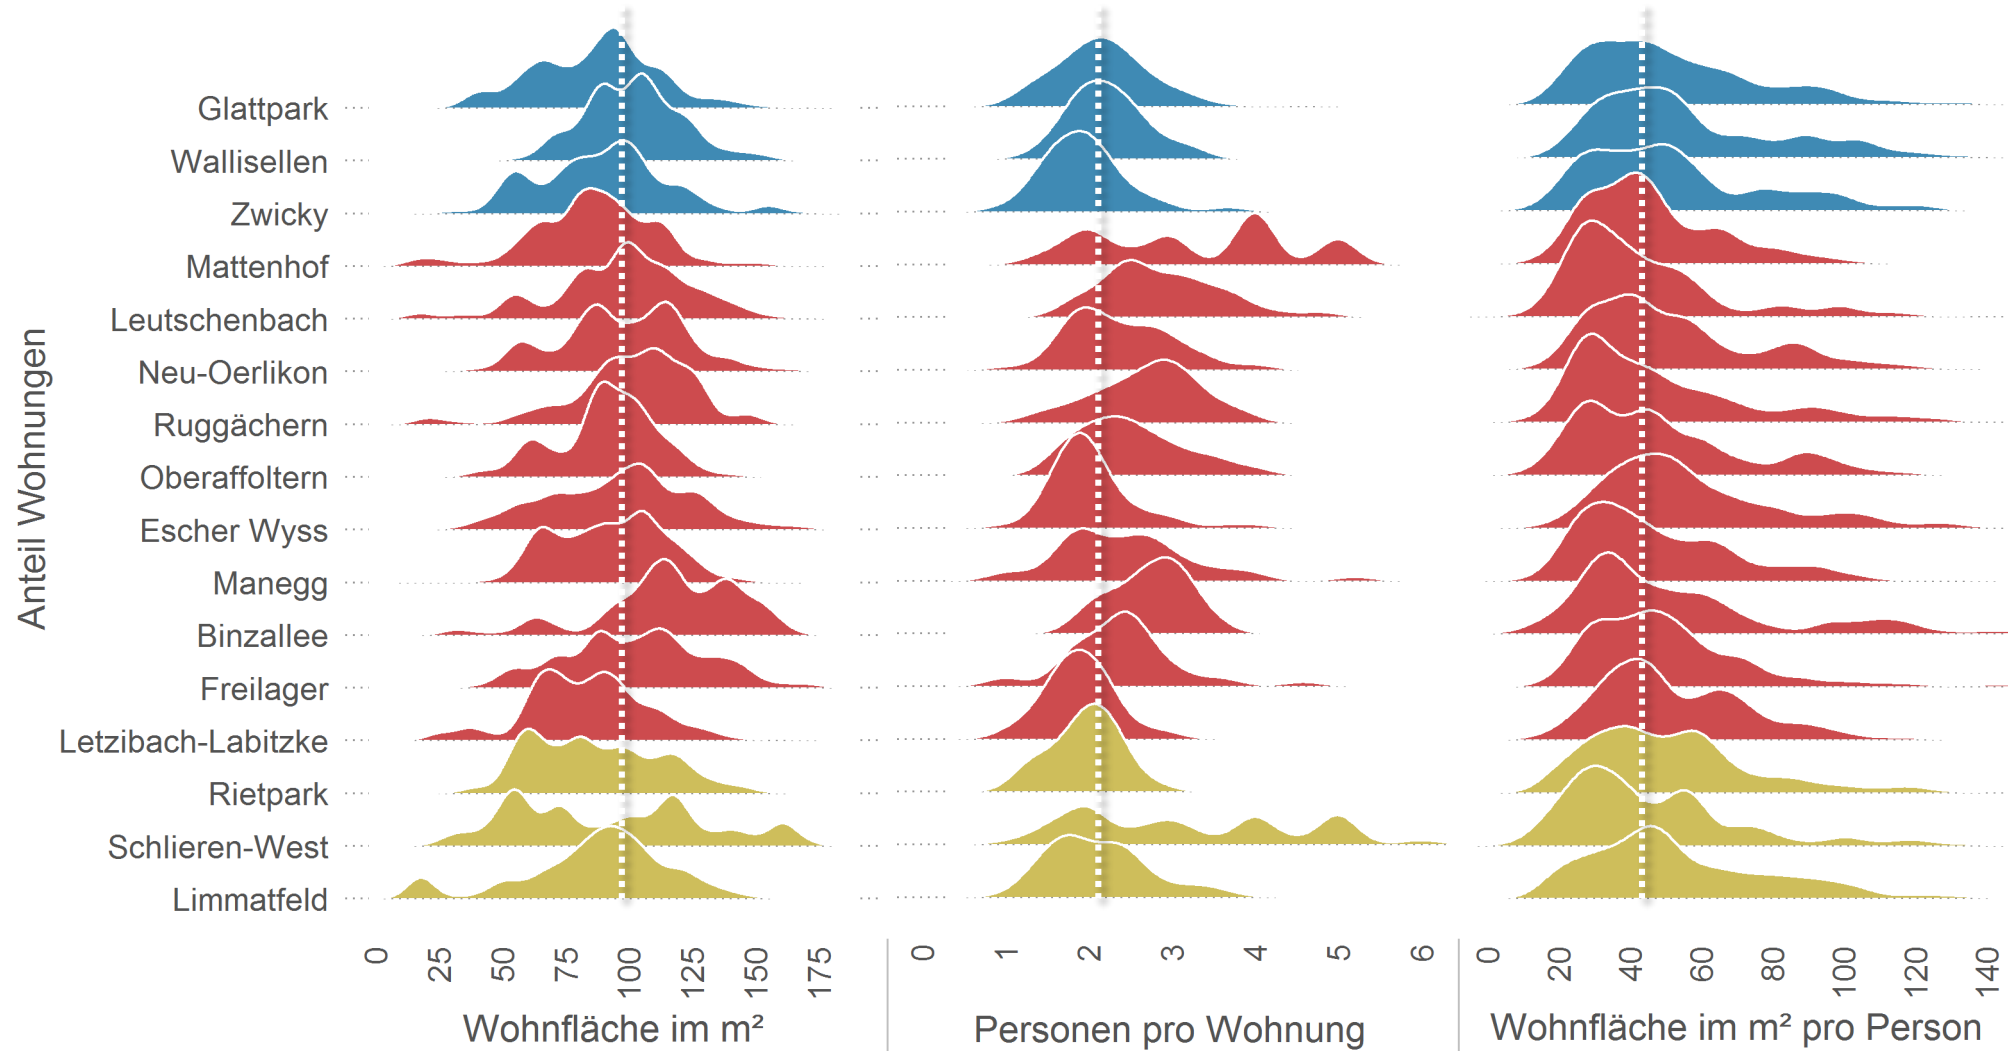 Anteil Wohnungen
Glattpark
Wallisellen
Zwicky
Mattenhof
Leutschenbach
Neu-Oerlikon
Ruggächern
Oberaffoltern
Escher Wyss
Manegg
Binzallee
Freilager
Letzibach-Labitzke
Rietpark
Schlieren-West
Limmatfeld
0 25 50 75 100 125 150 175
Wohnfläche im m²
0 1 2 3 4 5 6
Personen pro Wohnung
0 20 40 60 80 100 120 140
Wohnfläche im m² pro Person